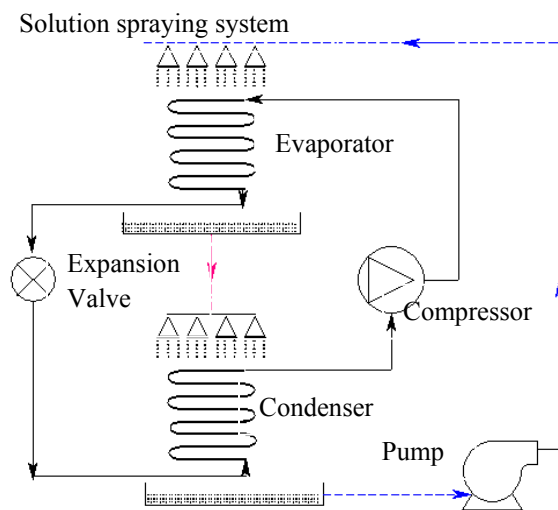 Solution spraying system
Evaporator
Expansion
Valve
Compressor
Condenser
Pump